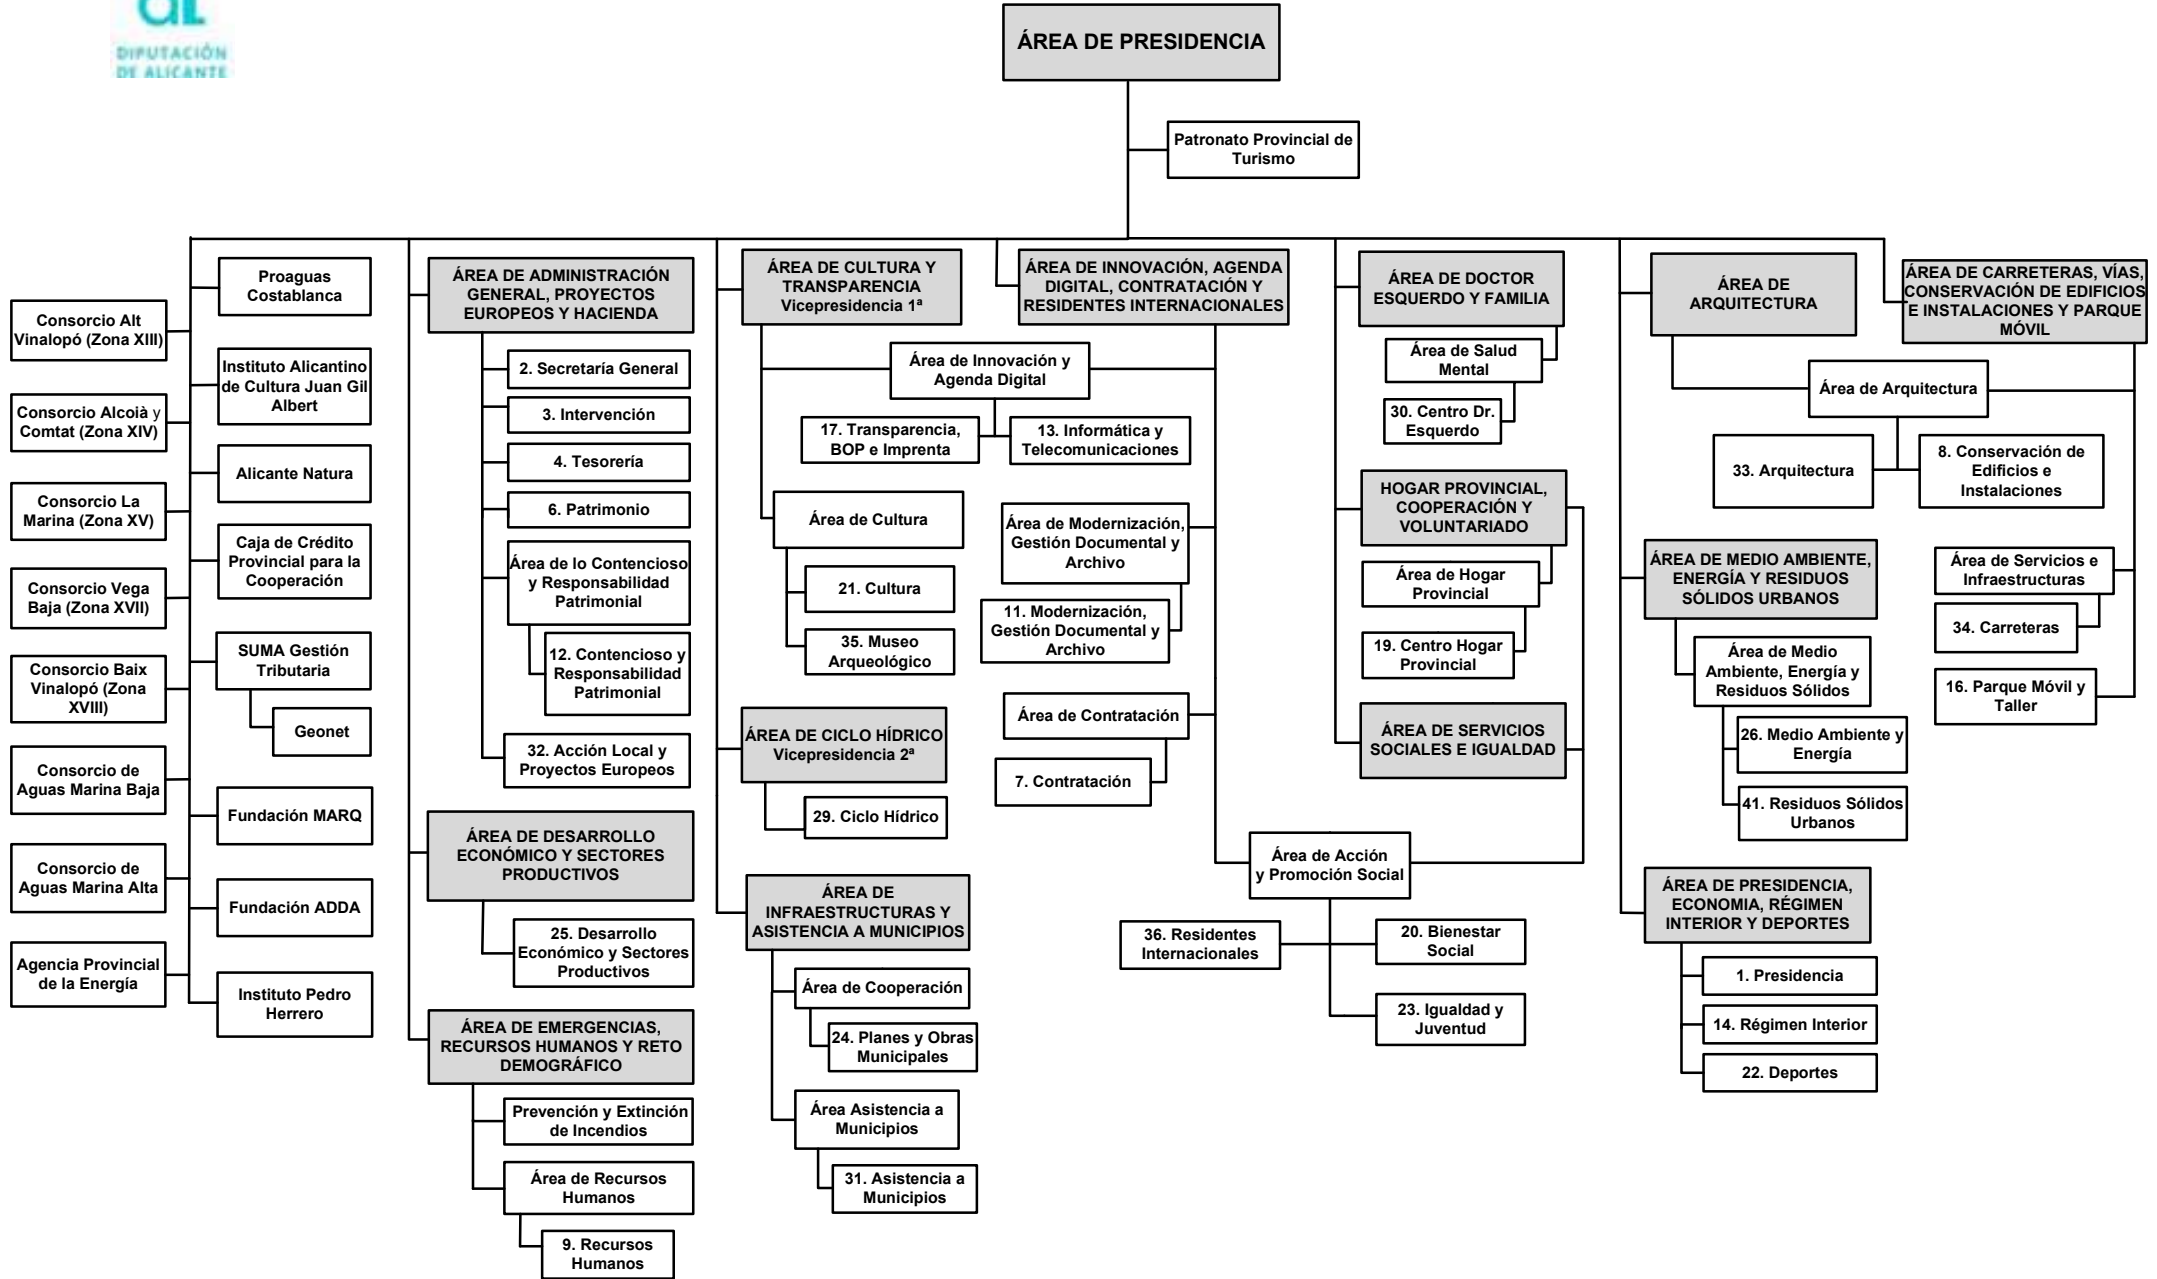 DIPUTACIÓN
DE ALICANTE
ÁREA DE PRESIDENCIA
Patronato Provincial de
Turismo
Proaguas
Costablanca
Consorcio Alt
Vinalopó (Zona XIII)
Instituto Alicantino
de Cultura Juan Gil
Albert
Consorcio Alcoià y
Comtat (Zona XIV)
Alicante Natura
Consorcio La
Marina (Zona XV)
Caja de Crédito
Provincial para la
Cooperación
Consorcio Vega
Baja (Zona XVII)
SUMA Gestión
Tributaria
Consorcio Baix
Vinalopó (Zona
XVIII)
Geonet
Consorcio de
Aguas Marina Baja
Fundación MARQ
Consorcio de
Aguas Marina Alta
Fundación ADDA
Agencia Provincial
de la Energía
Instituto Pedro
Herrero
ÁREA DE ADMINISTRACIÓN
GENERAL, PROYECTOS
EUROPEOS Y HACIENDA
2. Secretaría General
3. Intervención
4. Tesorería
6. Patrimonio
Área de lo Contencioso
y Responsabilidad
Patrimonial
12. Contencioso y
Responsabilidad
Patrimonial
32. Acción Local y
Proyectos Europeos
ÁREA DE DESARROLLO
ECONÓMICO Y SECTORES
PRODUCTIVOS
25. Desarrollo
Económico y Sectores
Productivos
ÁREA DE EMERGENCIAS,
RECURSOS HUMANOS Y RETO
DEMOGRÁFICO
Prevención y Extinción
de Incendios
Área de Recursos
Humanos
9. Recursos
Humanos
ÁREA DE CULTURA Y
TRANSPARENCIA
Vicepresidencia 1ª
Área de Innovación y
Agenda Digital
17. Transparencia,
BOP e Imprenta
13. Informática y
Telecomunicaciones
Área de Cultura
21. Cultura
35. Museo
Arqueológico
ÁREA DE CICLO HÍDRICO
Vicepresidencia 2ª
29. Ciclo Hídrico
ÁREA DE
INFRAESTRUCTURAS Y
ASISTENCIA A MUNICIPIOS
Área de Cooperación
24. Planes y Obras
Municipales
Área Asistencia a
Municipios
31. Asistencia a
Municipios
ÁREA DE INNOVACIÓN, AGENDA
DIGITAL, CONTRATACIÓN Y
RESIDENTES INTERNACIONALES
Área de Modernización,
Gestión Documental y
Archivo
11. Modernización,
Gestión Documental y
Archivo
Área de Contratación
7. Contratación
Área de Acción
y Promoción Social
36. Residentes
Internacionales
20. Bienestar
Social
23. Igualdad y
Juventud
ÁREA DE DOCTOR
ESQUERDO Y FAMILIA
Área de Salud
Mental
30. Centro Dr.
Esquerdo
HOGAR PROVINCIAL,
COOPERACIÓN Y
VOLUNTARIADO
Área de Hogar
Provincial
19. Centro Hogar
Provincial
ÁREA DE SERVICIOS
SOCIALES E IGUALDAD
ÁREA DE
ARQUITECTURA
Área de Arquitectura
33. Arquitectura
8. Conservación de
Edificios e
Instalaciones
ÁREA DE MEDIO AMBIENTE,
ENERGÍA Y RESIDUOS
SÓLIDOS URBANOS
Área de Medio
Ambiente, Energía y
Residuos Sólidos
26. Medio Ambiente y
Energía
41. Residuos Sólidos
Urbanos
ÁREA DE PRESIDENCIA,
ECONOMIA, RÉGIMEN
INTERIOR Y DEPORTES
1. Presidencia
14. Régimen Interior
22. Deportes
ÁREA DE CARRETERAS, VÍAS,
CONSERVACIÓN DE EDIFICIOS
E INSTALACIONES Y PARQUE
MÓVIL
Área de Servicios e
Infraestructuras
34. Carreteras
16. Parque Móvil y
Taller